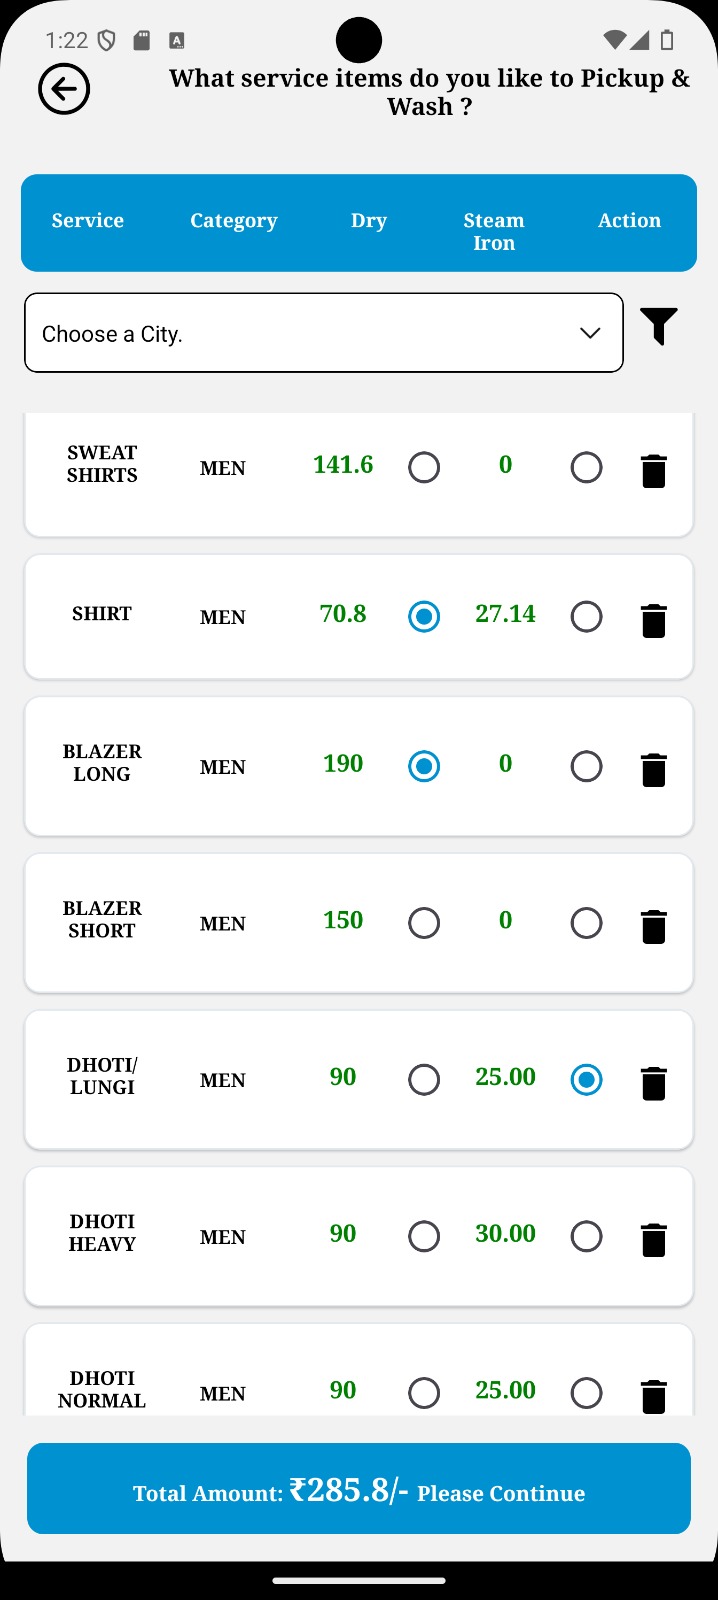 1:22
What service items do you like to Pickup &
Wash ?
Service Category Dry Steam Action
Iron
Choose a City.
SWEAT
SHIRTS MEN 141.6 0
SHIRT MEN 70.8 27.14
BLAZER
LONG MEN 190 0
BLAZER
SHORT MEN 150 0
DHOTI/
LUNGI MEN 90 25.00
DHOTI
HEAVY MEN 90 30.00
DHOTI
NORMAL MEN 90 25.00
Total Amount: ₹285.8/- Please Continue